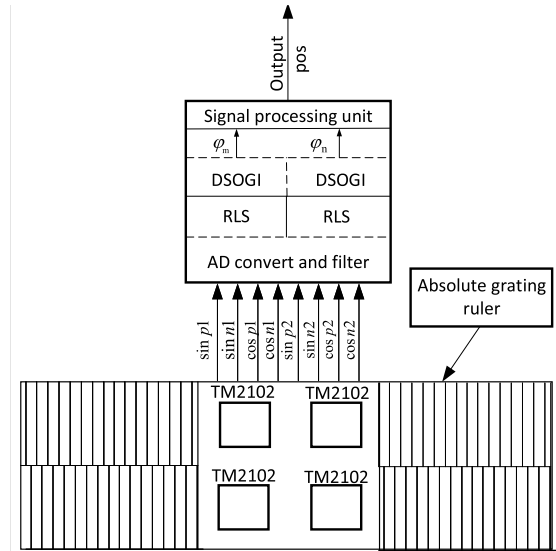 Output
pos
Signal processing unit
φm φn
DSOGI DSOGI
RLS RLS
AD convert and filter
sin p1
sin n1
cos p1
cos n1
sin p2
sin n2
cos p2
cos n2
Absolute grating
ruler
TM2102 TM2102
TM2102 TM2102